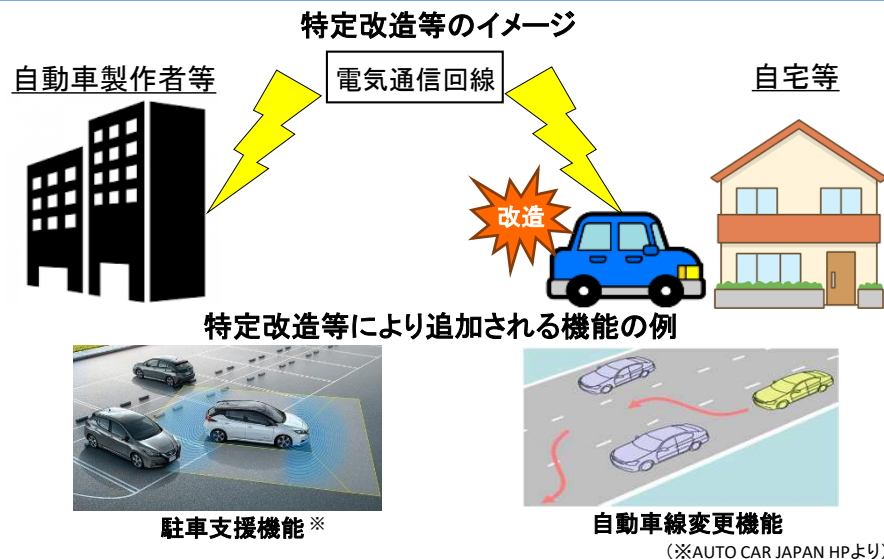 特定改造等のイメージ
自動車製作者等
電気通信回線
自宅等
改造
特定改造等により追加される機能の例
駐車支援機能※
自動車線変更機能
(※AUTO CAR JAPAN HPより)